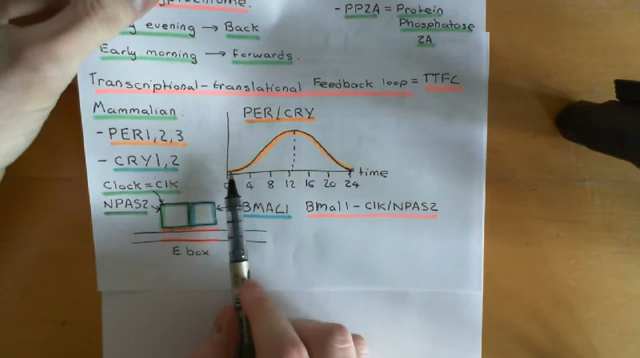 - PP2A = Protein
Phosphatase
2A
evening → Back
Early morning → forwards.
Transcriptional-translational Feedback loop = TTFL
Mammalian
- PER1,2,3
- CRY1,2
PER/CRY
4 8 12 16 20 24 time
Clock = Clk
NPAS2
BMAL1
Bmal1 - Clk/NPAS2
E box